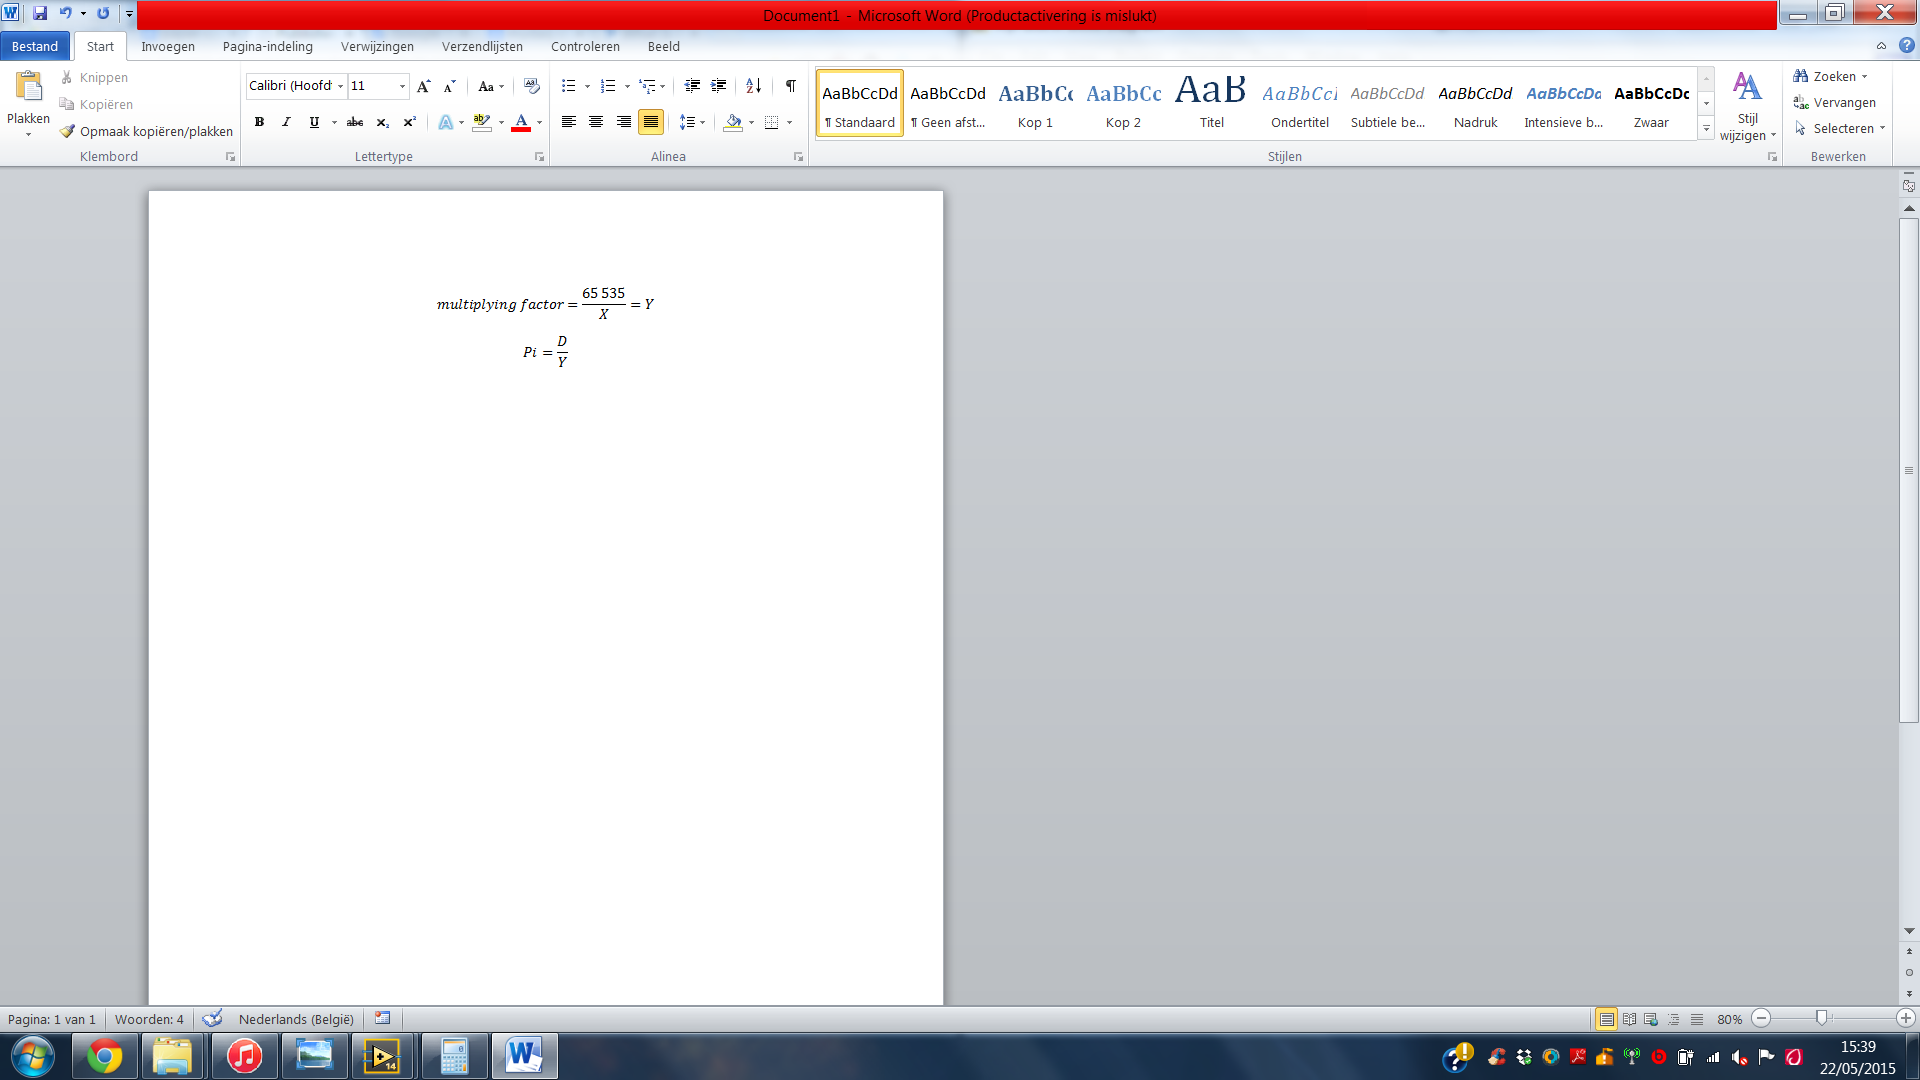 Document1 - Microsoft Word (Productactivering is mislukt)
Bestand Start Invoegen Pagina-indeling Verwijzingen Verzendlijsten Controleren Beeld
Plakken
Knippen
Kopiëren
Opmaak kopiëren/plakken
Klembord
Calibri (Hoofd 11
Lettertype
Alinea
AaBbCcDd AaBbCcDd AaBbCc AaBbCc AaB AaBbCcI AaBbCcDd AaBbCcDd AaBbCcDd AaBbCcDc
¶ Standaard ¶ Geen afst... Kop 1 Kop 2 Titel Ondertitel Subtiele be... Nadruk Intensieve b... Zwaar
Stijlen
Stijl
wijzigen
Zoeken
Vervangen
Selecteren
Bewerken
multiplying factor = 65 535 / X = Y
Pi = D / Y
Pagina: 1 van 1 Woorden: 4 Nederlands (België) 80%
14
15:39
22/05/2015